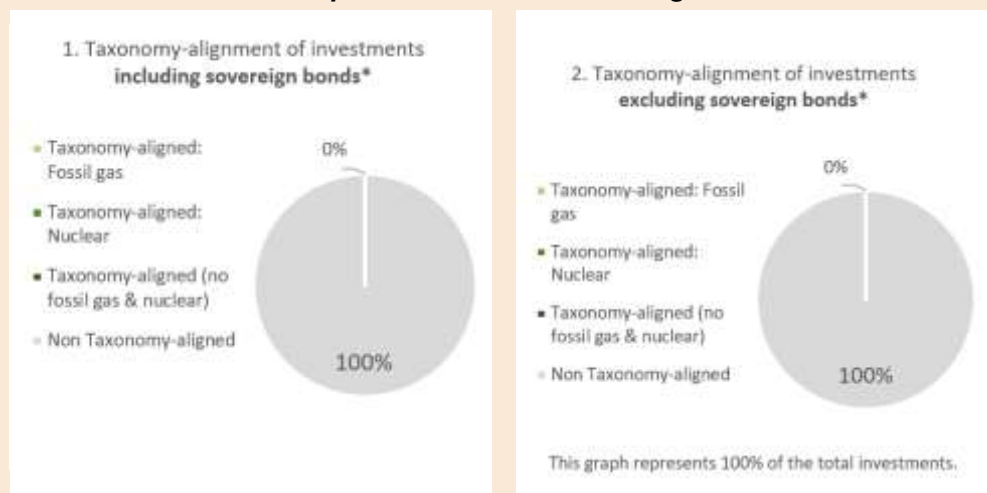 1. Taxonomy-alignment of investments
including sovereign bonds*
Taxonomy-aligned:
Fossil gas
Taxonomy-aligned:
Nuclear
Taxonomy-aligned (no
fossil gas & nuclear)
Non Taxonomy-aligned
0%
100%
2. Taxonomy-alignment of investments
excluding sovereign bonds*
Taxonomy-aligned: Fossil
gas
Taxonomy-aligned:
Nuclear
Taxonomy-aligned (no
fossil gas & nuclear)
Non Taxonomy-aligned
0%
100%
This graph represents 100% of the total investments.